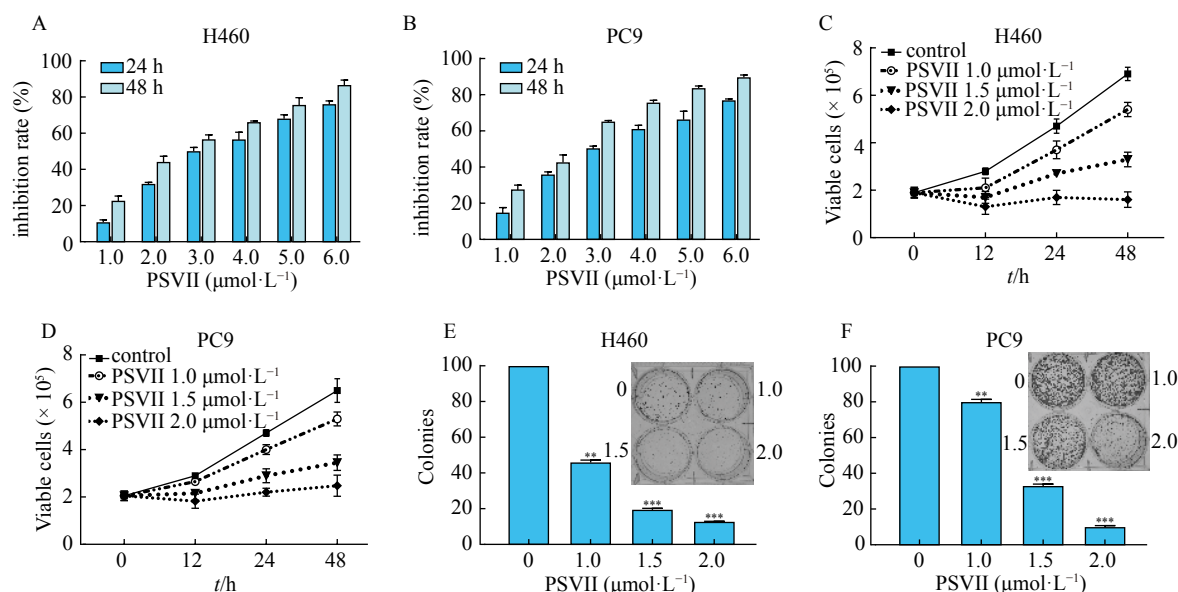 A
H460
24 h
48 h
inhibition rate (%)
100
80
60
40
20
0
1.0 2.0 3.0 4.0 5.0 6.0
PSVII (μmol·L⁻¹)
B
PC9
24 h
48 h
inhibition rate (%)
100
80
60
40
20
0
1.0 2.0 3.0 4.0 5.0 6.0
PSVII (μmol·L⁻¹)
C
H460
control
PSVII 1.0 μmol·L⁻¹
PSVII 1.5 μmol·L⁻¹
PSVII 2.0 μmol·L⁻¹
Viable cells (× 10⁵)
8
6
4
2
0
0 12 24 48
t/h
D
PC9
control
PSVII 1.0 μmol·L⁻¹
PSVII 1.5 μmol·L⁻¹
PSVII 2.0 μmol·L⁻¹
Viable cells (× 10⁵)
8
6
4
2
0
0 12 24 48
t/h
E
H460
Colonies
100
80
60
40
20
0
**
***
***
0 1.0
1.5 2.0
0 1.0 1.5 2.0
PSVII (μmol·L⁻¹)
F
PC9
Colonies
100
80
60
40
20
0
**
***
***
0 1.0
1.5 2.0
0 1.0 1.5 2.0
PSVII (μmol·L⁻¹)